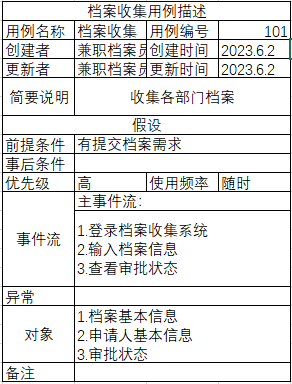 档案收集用例描述
用例名称 档案收集 用例编号 101
创建者 兼职档案员 创建时间 2023.6.2
更新者 兼职档案员 更新时间 2023.6.2
简要说明 收集各部门档案
假设
前提条件 有提交档案需求
事后条件
优先级 高 使用频率 随时
主事件流：
事件流
1.登录档案收集系统
2.输入档案信息
3.查看审批状态
异常
对象
1.档案基本信息
2.申请人基本信息
3.审批状态
备注